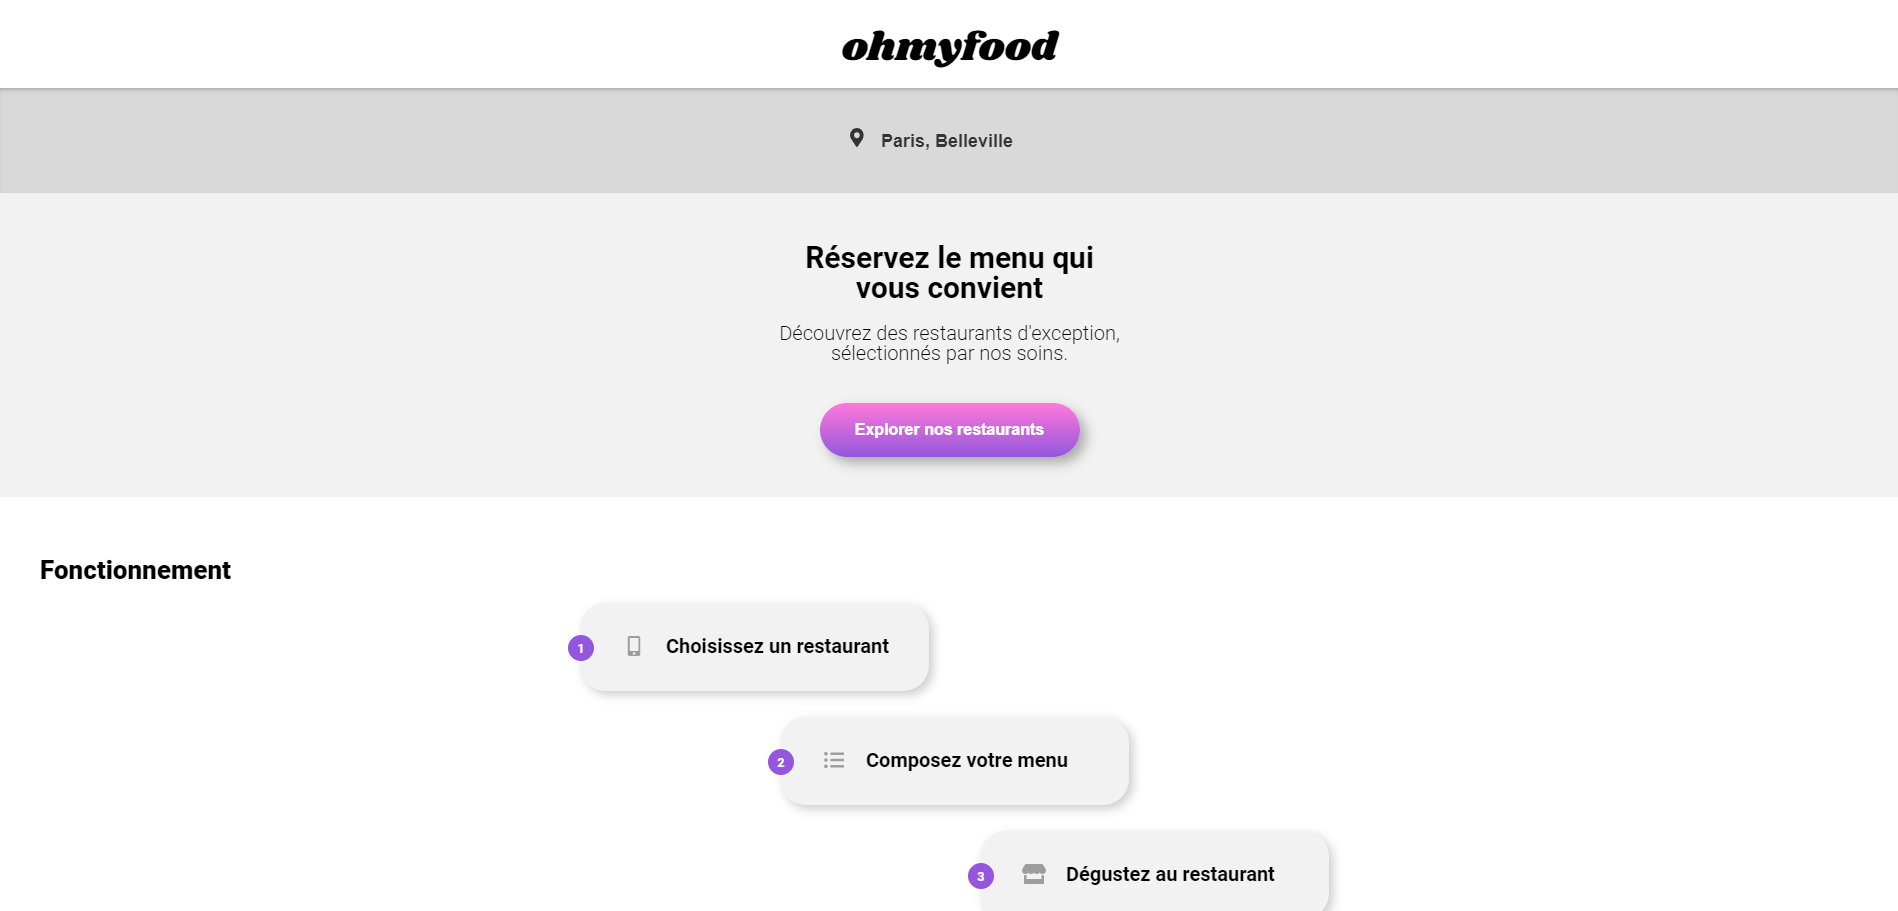 ohmyfood
Paris, Belleville
Réservez le menu qui
vous convient
Découvrez des restaurants d'exception,
sélectionnés par nos soins.
Explorer nos restaurants
Fonctionnement
1 Choisissez un restaurant
2 Composez votre menu
3 Dégustez au restaurant